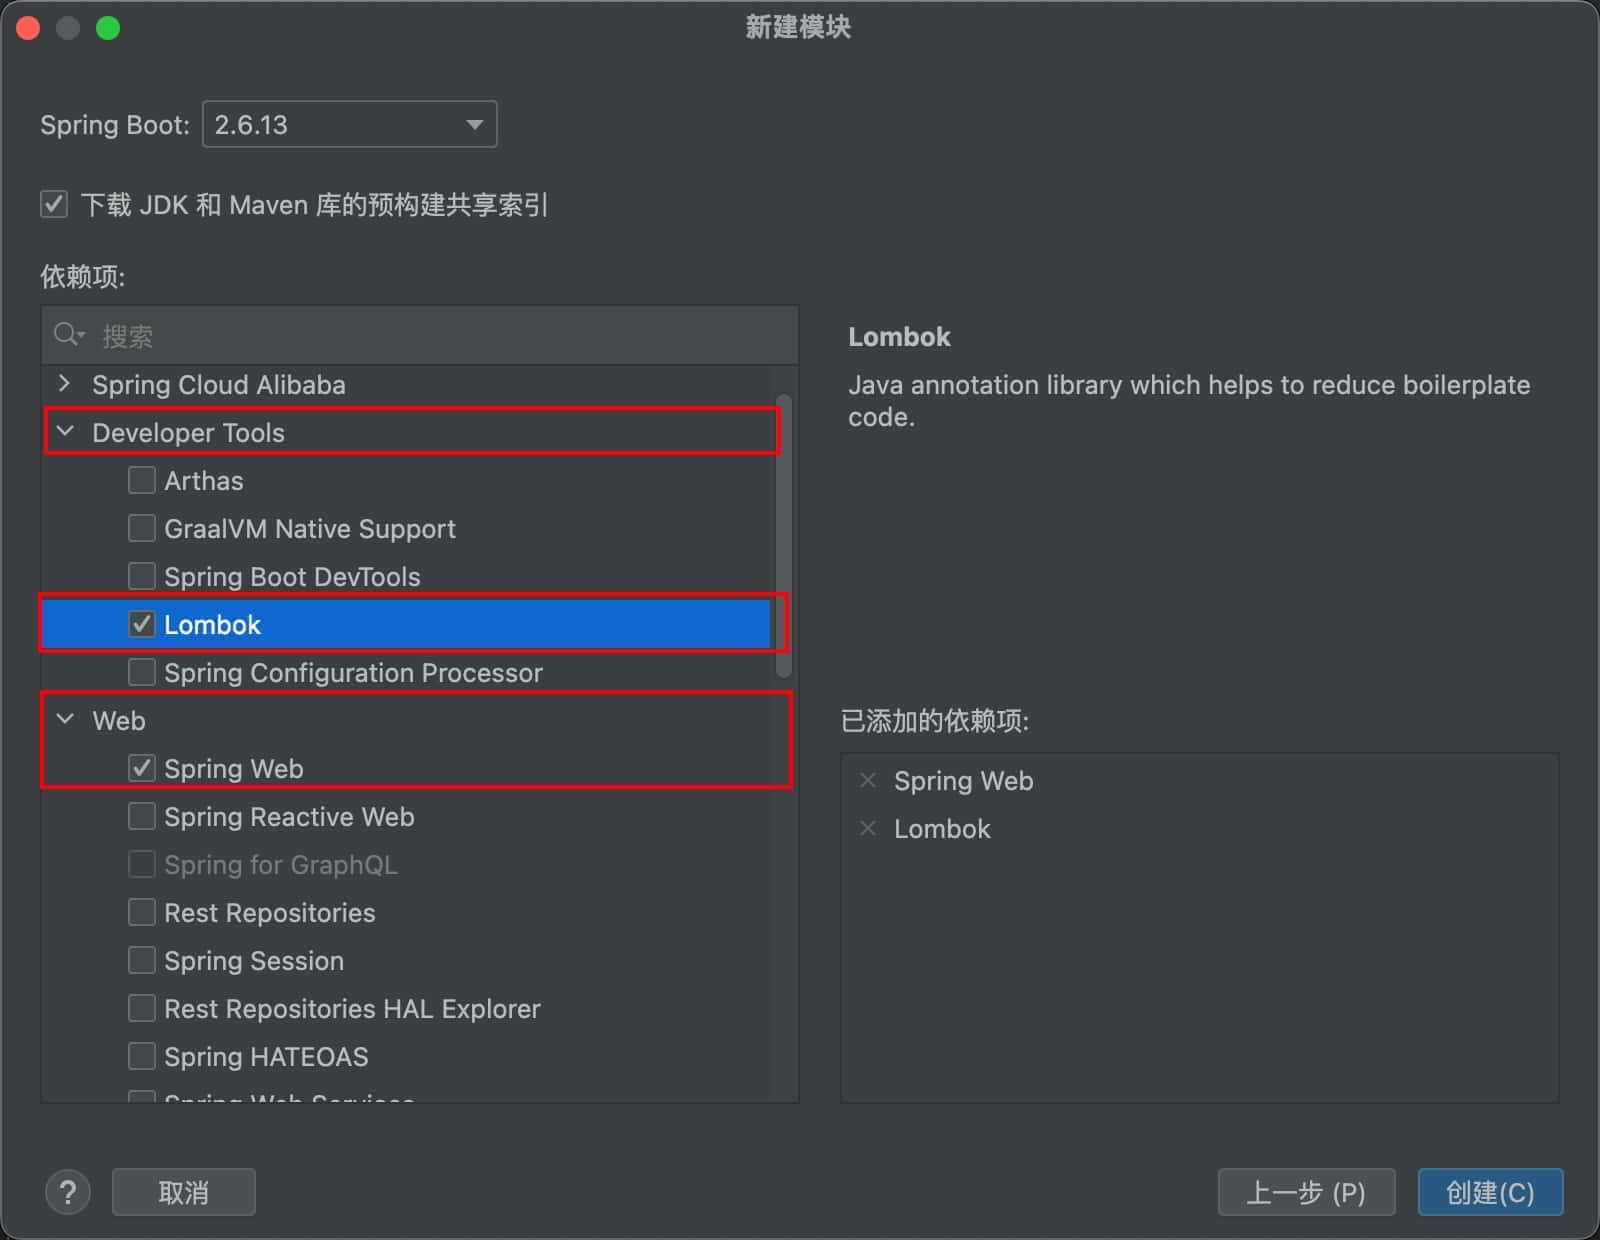 新建模块
Spring Boot: 2.6.13
下载 JDK 和 Maven 库的预构建共享索引
依赖项:
搜索
Spring Cloud Alibaba
Developer Tools
Arthas
GraalVM Native Support
Spring Boot DevTools
Lombok
Spring Configuration Processor
Web
Spring Web
Spring Reactive Web
Spring for GraphQL
Rest Repositories
Spring Session
Rest Repositories HAL Explorer
Spring HATEOAS
Spring Web Services
Lombok
Java annotation library which helps to reduce boilerplate
code.
已添加的依赖项:
Spring Web
Lombok
?
取消
上一步 (P)
创建(C)